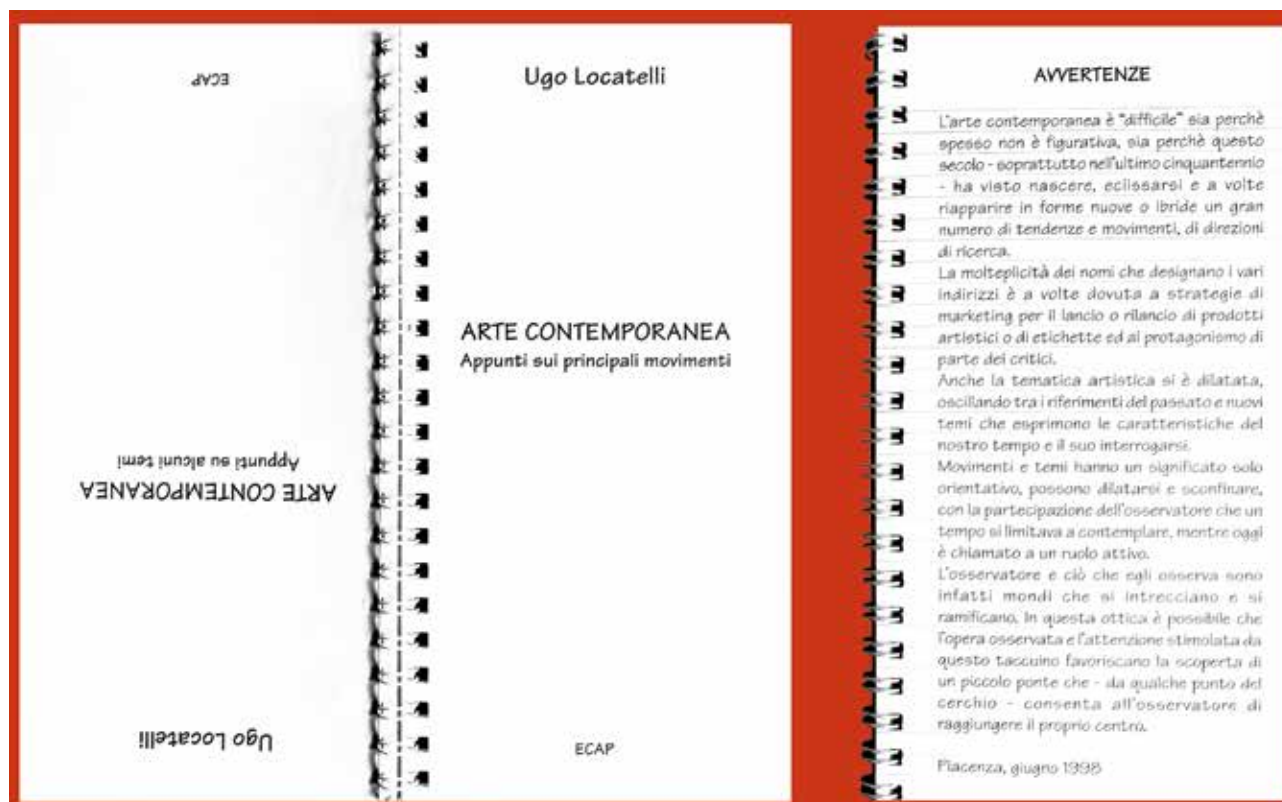 ECAP
ARTE CONTEMPORANEA
Appunti su alcuni temi
Ugo Locatelli
Ugo Locatelli
ARTE CONTEMPORANEA
Appunti sui principali movimenti
ECAP
AVVERTENZE
L'arte contemporanea è "difficile" sia perchè
spesso non è figurativa, sia perchè questo
secolo - soprattutto nell'ultimo cinquantennio
- ha visto nascere, eclissarsi e a volte
riapparire in forme nuove o ibride un gran
numero di tendenze e movimenti, di direzioni
di ricerca.
La molteplicità dei nomi che designano i vari
indirizzi è a volte dovuta a strategie di
marketing per il lancio o rilancio di prodotti
artistici o di etichette ed al protagonismo di
parte dei critici.
Anche la tematica artistica si è dilatata,
oscillando tra i riferimenti del passato e nuovi
temi che esprimono le caratteristiche del
nostro tempo e il suo interrogarsi.
Movimenti e temi hanno un significato solo
orientativo, possono dilatarsi e sconfinare,
con la partecipazione dell'osservatore che un
tempo si limitava a contemplare, mentre oggi
è chiamato a un ruolo attivo.
L'osservatore e ciò che egli osserva sono
infatti mondi che si intrecciano e si
ramificano. In questa ottica è possibile che
l'opera osservata e l'attenzione stimolata da
questo taccuino favoriscano la scoperta di
un piccolo ponte che - da qualche punto del
cerchio - consenta all'osservatore di
raggiungere il proprio centro.
Piacenza, giugno 1998